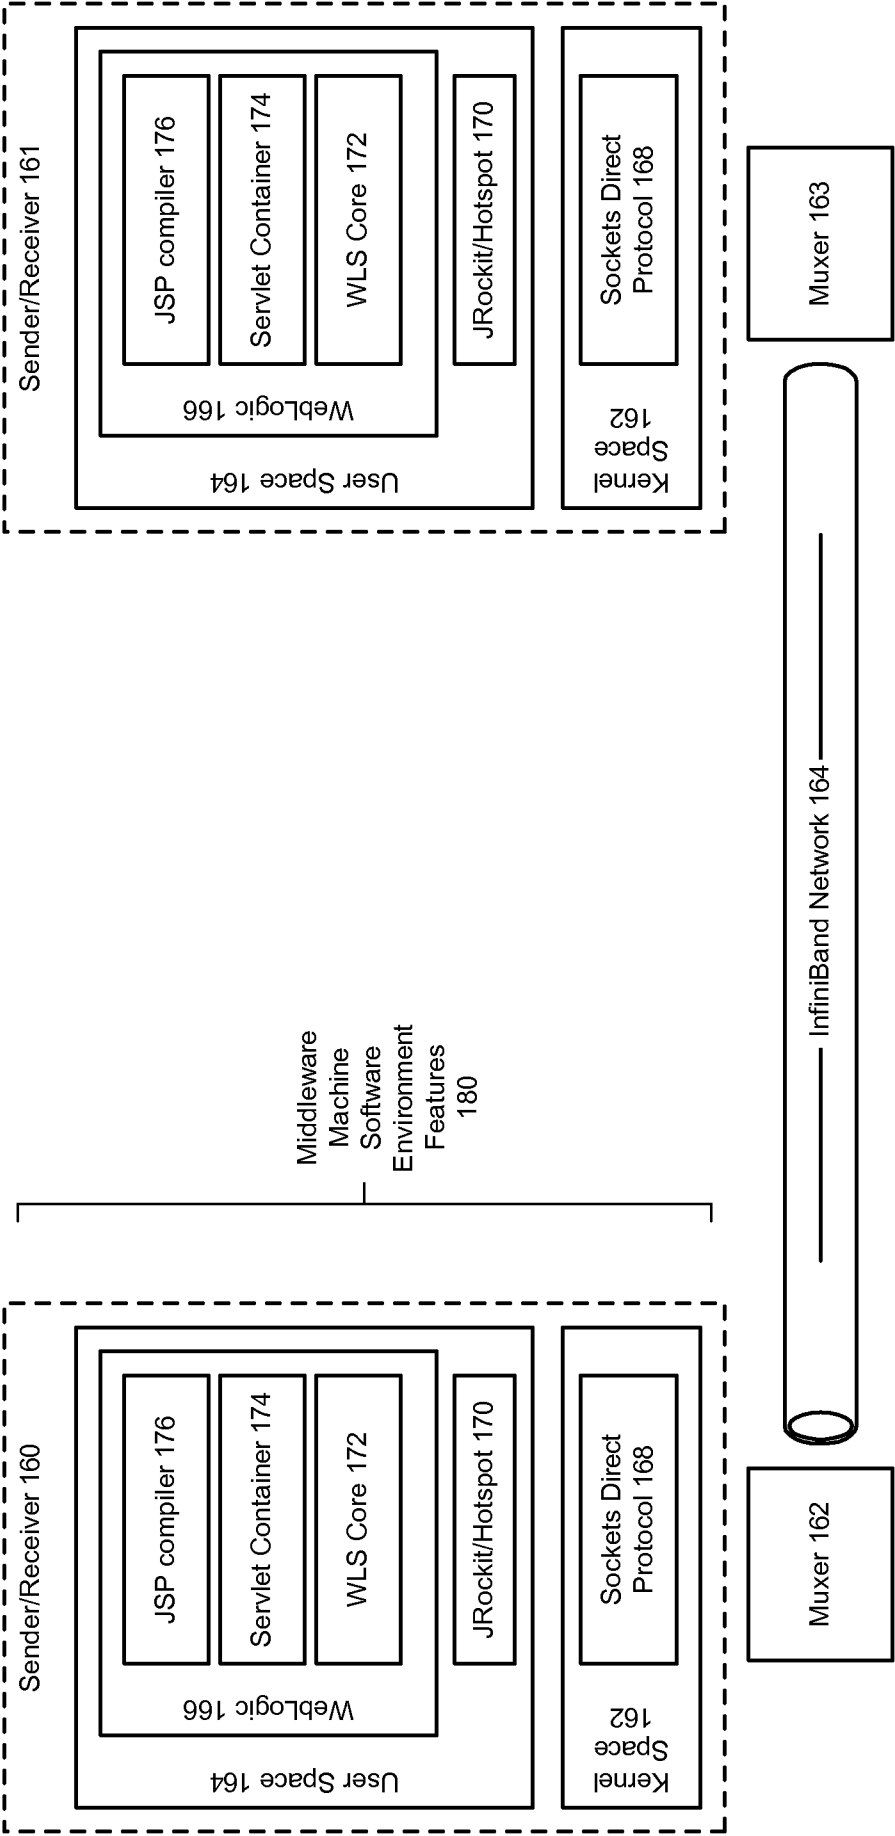 Sender/Receiver 160
User Space 164
WebLogic 166
JSP compiler 176
Servlet Container 174
WLS Core 172
JRockit/Hotspot 170
Kernel
Space
162
Sockets Direct
Protocol 168
Middleware
Machine
Software
Environment
Features
180
Sender/Receiver 161
User Space 164
WebLogic 166
JSP compiler 176
Servlet Container 174
WLS Core 172
JRockit/Hotspot 170
Kernel
Space
162
Sockets Direct
Protocol 168
Muxer 162
InfiniBand Network 164
Muxer 163